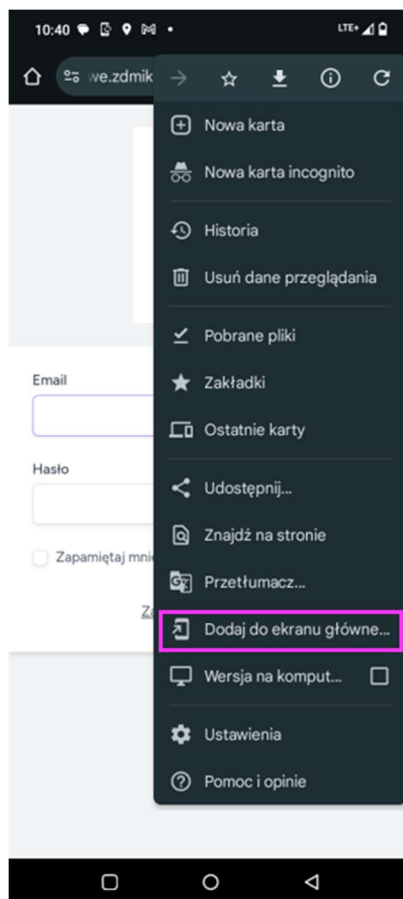 10:40
LTE+
we.zdmik
Nowa karta
Nowa karta incognito
Historia
Usuń dane przeglądania
Pobrane pliki
Zakładki
Ostatnie karty
Udostępnij...
Znajdź na stronie
Przetłumacz...
Dodaj do ekranu główne...
Wersja na komput...
Ustawienia
Pomoc i opinie
Email
Hasło
Zapamiętaj mnie